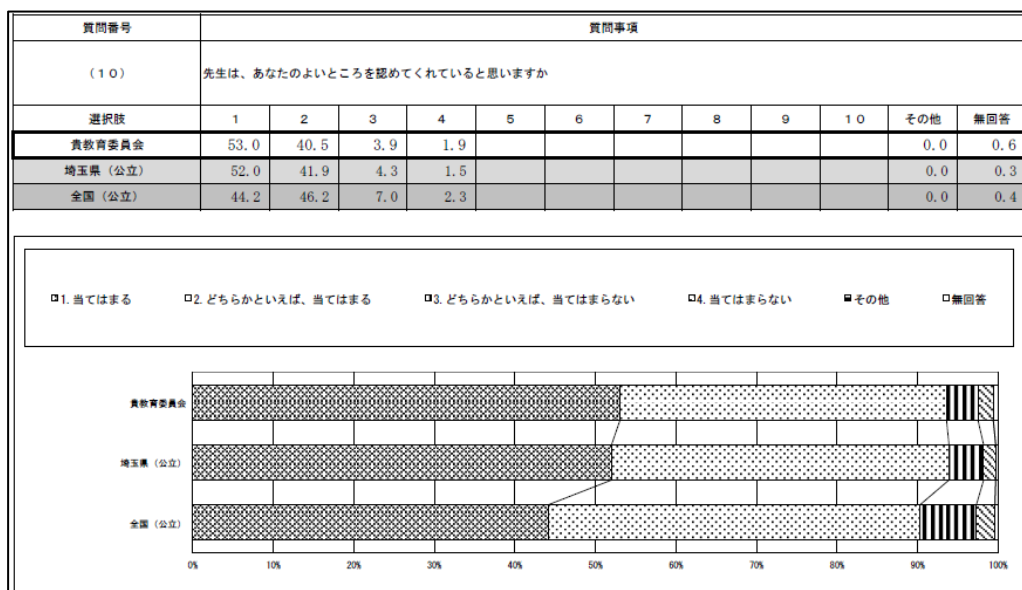 質問番号 質問事項
(10) 先生は、あなたのよいところを認めてくれていると思いますか
選択肢 1 2 3 4 5 6 7 8 9 10 その他 無回答
貴教育委員会 53.0 40.5 3.9 1.9 0.0 0.6
埼玉県(公立) 52.0 41.9 4.3 1.5 0.0 0.3
全国(公立) 44.2 46.2 7.0 2.3 0.0 0.4
1.当てはまる 2.どちらかといえば、当てはまる 3.どちらかといえば、当てはまらない 4.当てはまらない その他 無回答
貴教育委員会
埼玉県(公立)
全国(公立)
0% 10% 20% 30% 40% 50% 60% 70% 80% 90% 100%